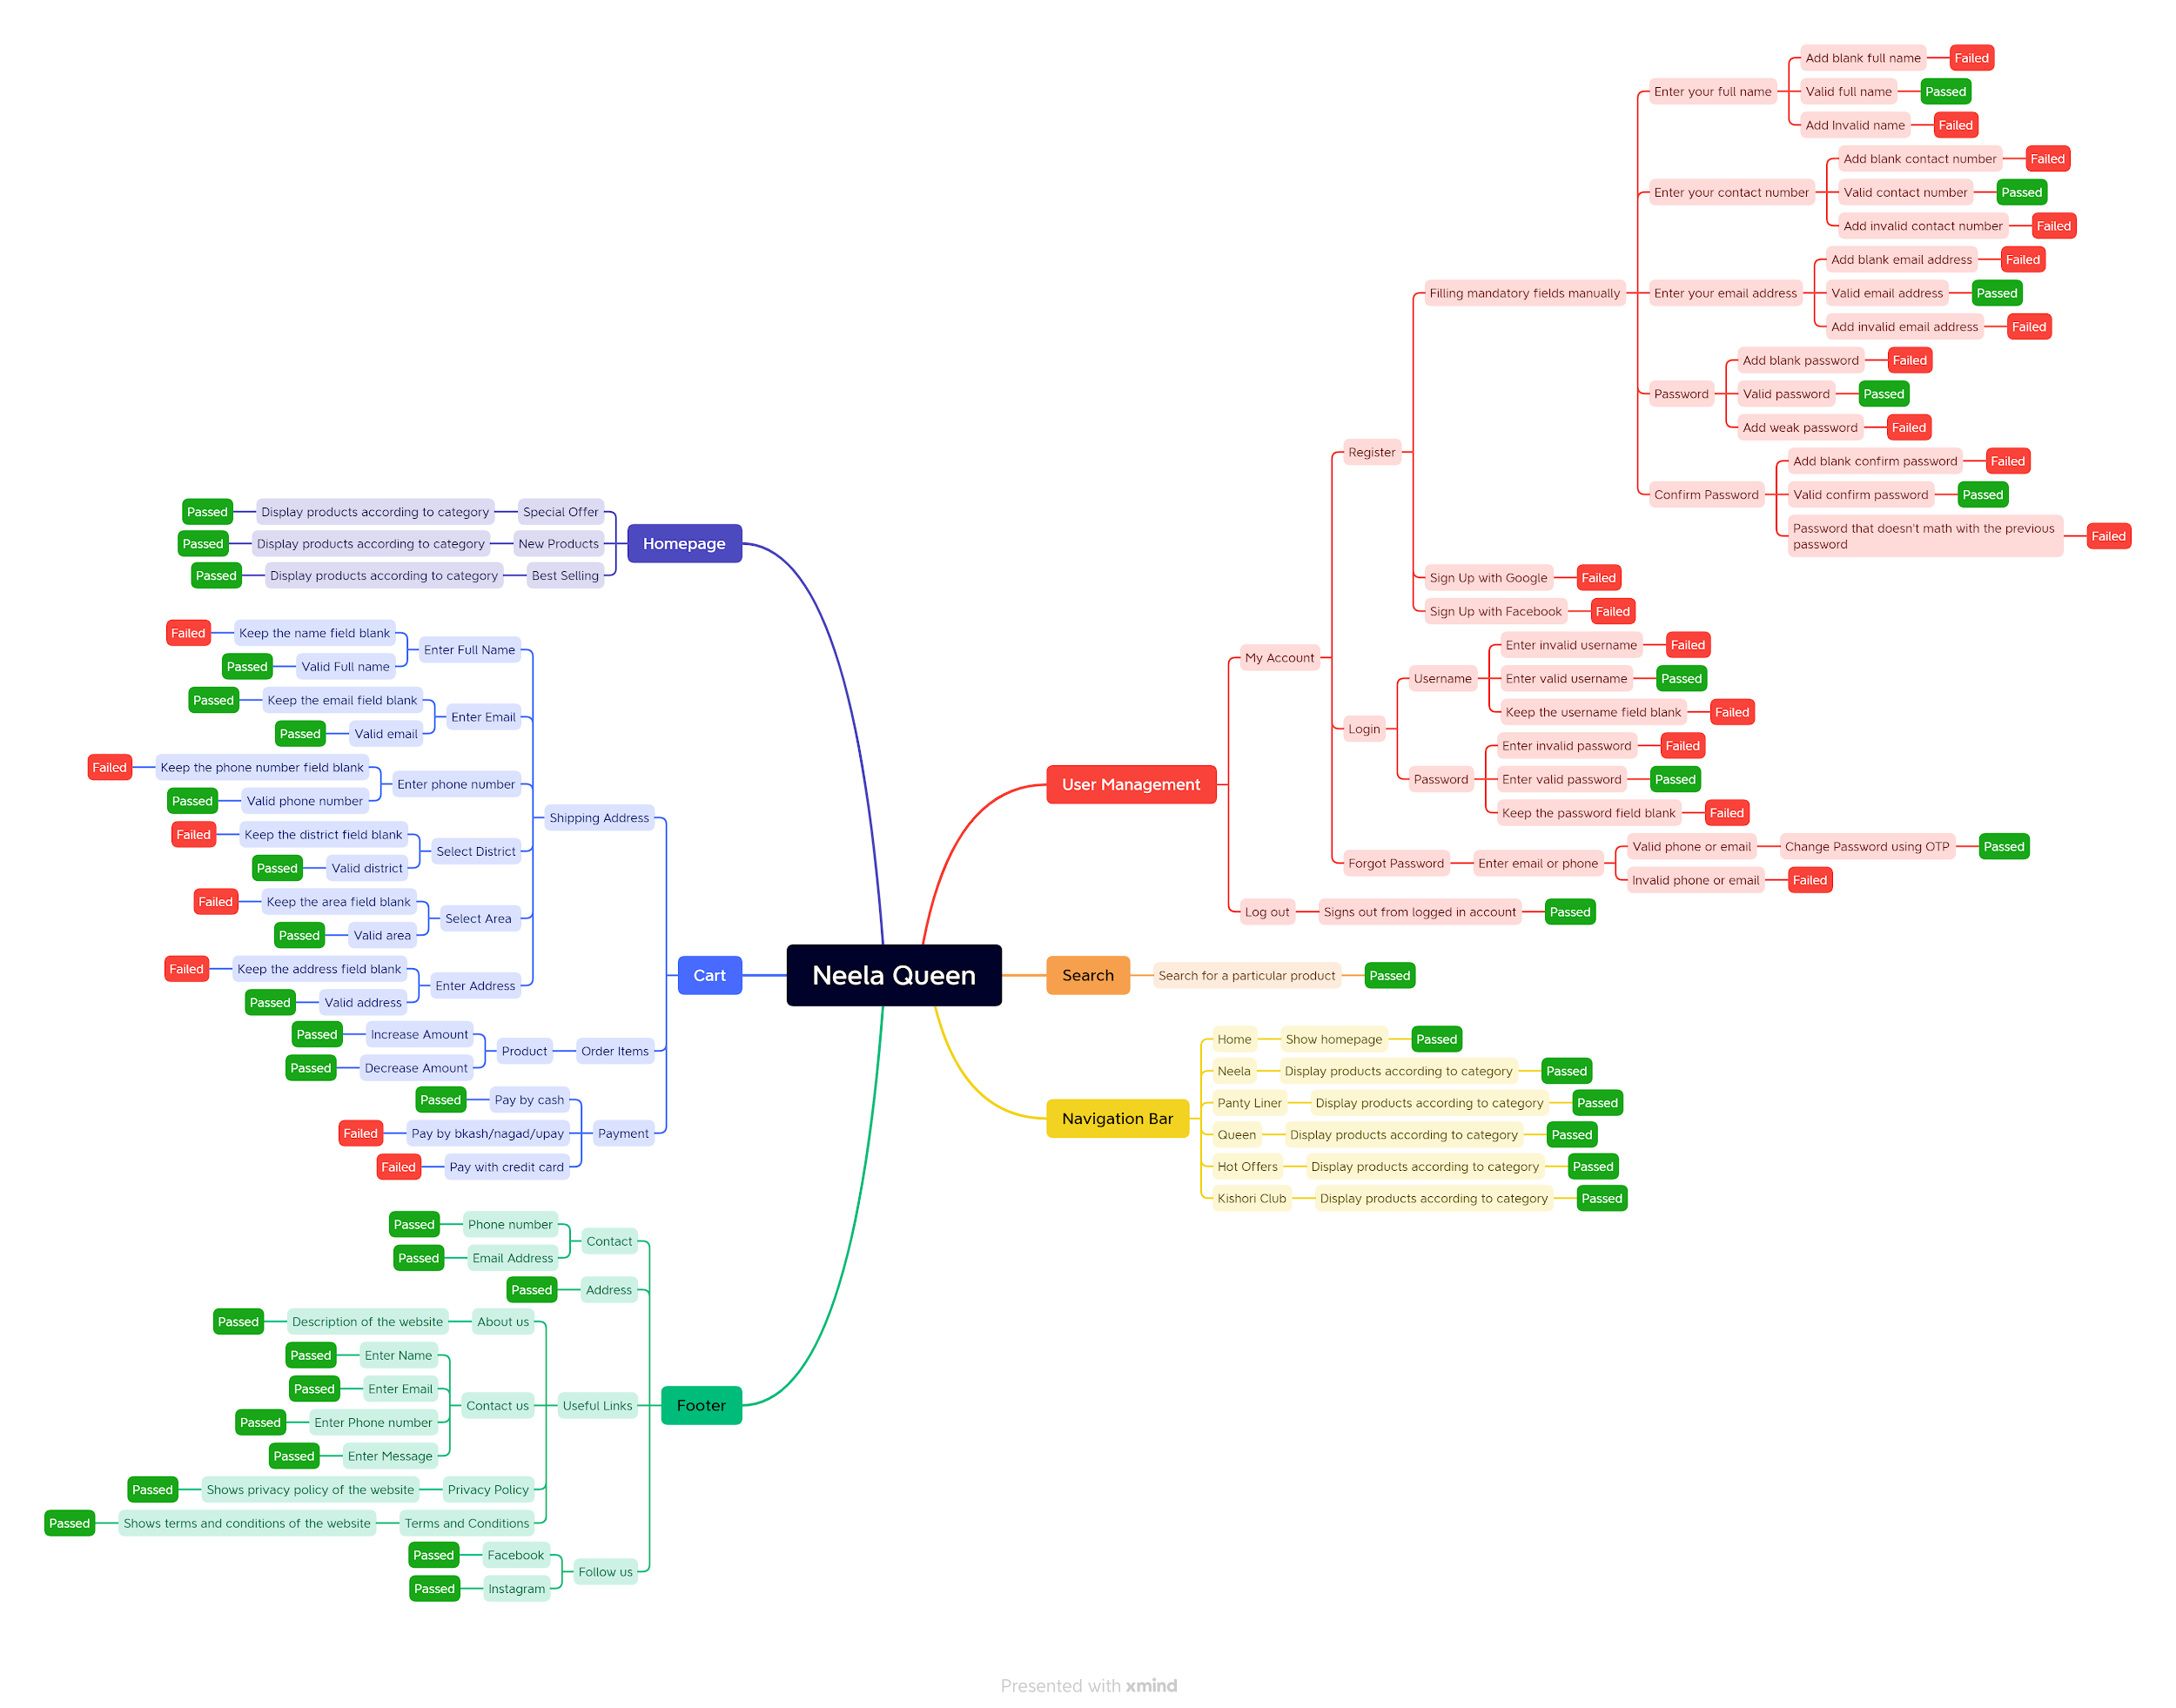 Neela Queen
User Management
My Account
Register
Filling mandatory fields manually
Enter your full name
Add blank full name
Failed
Valid full name
Passed
Add Invalid name
Failed
Enter your contact number
Add blank contact number
Failed
Valid contact number
Passed
Add invalid contact number
Failed
Enter your email address
Add blank email address
Failed
Valid email address
Passed
Add invalid email address
Failed
Password
Add blank password
Failed
Valid password
Passed
Add weak password
Failed
Confirm Password
Add blank confirm password
Failed
Valid confirm password
Passed
Password that doesn't math with the previous
password
Failed
Sign Up with Google
Failed
Sign Up with Facebook
Failed
Login
Username
Enter invalid username
Failed
Enter valid username
Passed
Keep the username field blank
Failed
Password
Enter invalid password
Failed
Enter valid password
Passed
Keep the password field blank
Failed
Forgot Password
Enter email or phone
Valid phone or email
Change Password using OTP
Passed
Invalid phone or email
Failed
Log out
Signs out from logged in account
Passed
Search
Search for a particular product
Passed
Navigation Bar
Home
Show homepage
Passed
Neela
Display products according to category
Passed
Panty Liner
Display products according to category
Passed
Queen
Display products according to category
Passed
Hot Offers
Display products according to category
Passed
Kishori Club
Display products according to category
Passed
Homepage
Special Offer
Display products according to category
Passed
New Products
Display products according to category
Passed
Best Selling
Display products according to category
Passed
Cart
Shipping Address
Enter Full Name
Keep the name field blank
Failed
Valid Full name
Passed
Enter Email
Keep the email field blank
Passed
Valid email
Passed
Enter phone number
Keep the phone number field blank
Failed
Valid phone number
Passed
Select District
Keep the district field blank
Failed
Valid district
Passed
Select Area
Keep the area field blank
Failed
Valid area
Passed
Enter Address
Keep the address field blank
Failed
Valid address
Passed
Order Items
Product
Increase Amount
Passed
Decrease Amount
Passed
Payment
Pay by cash
Passed
Pay by bkash/nagad/upay
Failed
Pay with credit card
Failed
Footer
Contact
Phone number
Passed
Email Address
Passed
Address
Passed
Useful Links
About us
Description of the website
Passed
Contact us
Enter Name
Passed
Enter Email
Passed
Enter Phone number
Passed
Enter Message
Passed
Privacy Policy
Shows privacy policy of the website
Passed
Terms and Conditions
Shows terms and conditions of the website
Passed
Follow us
Facebook
Passed
Instagram
Passed
Presented with xmind